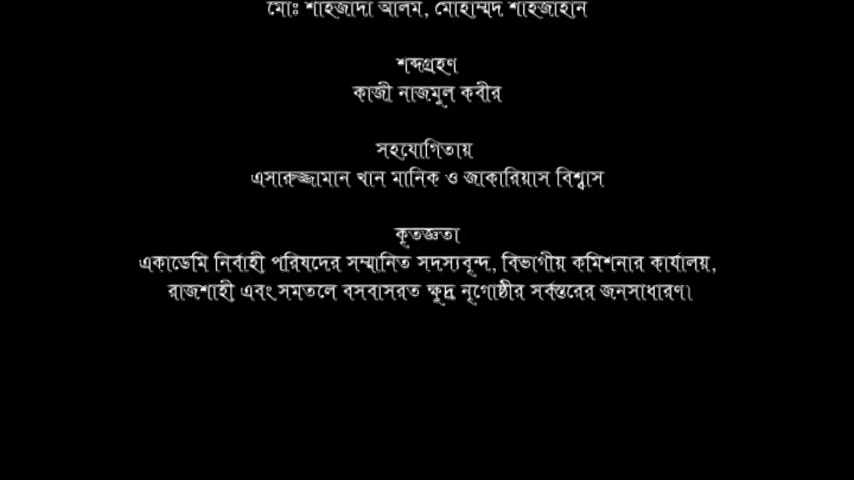 মোঃ শাহজাদা আলম, মোহাম্মদ শাহজাহান
শব্দগ্রহণ
কাজী নাজমুল কবীর
সহযোগিতায়
এসারুজ্জামান খান মানিক ও জাকারিয়াস বিশ্বাস
কৃতজ্ঞতা
একাডেমি নির্বাহী পরিষদের সম্মানিত সদস্যবৃন্দ, বিভাগীয় কমিশনার কার্যালয়,
রাজশাহী এবং সমতলে বসবাসরত ক্ষুদ্র নৃগোষ্ঠীর সর্বস্তরের জনসাধারণ।